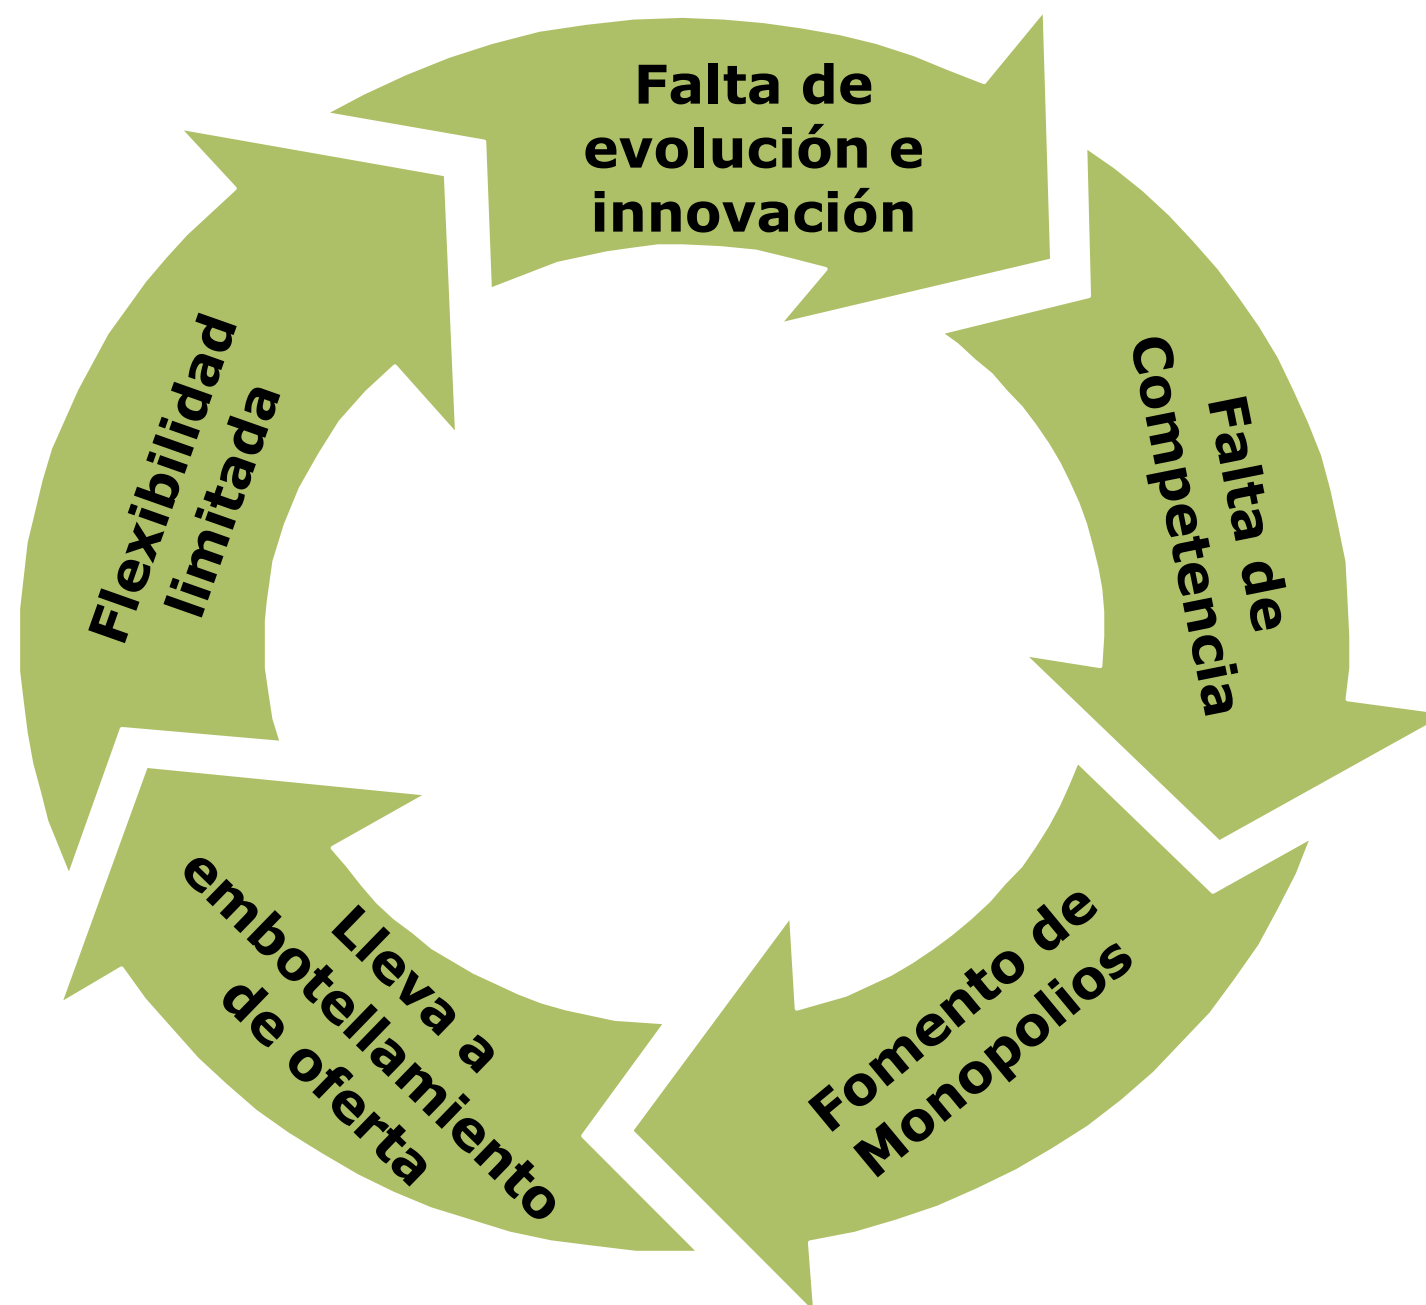 Falta de
evolución e
innovación
Falta de
Competencia
Fomento de
Monopolios
Lleva a
embotellamiento
de oferta
Flexibilidad
limitada